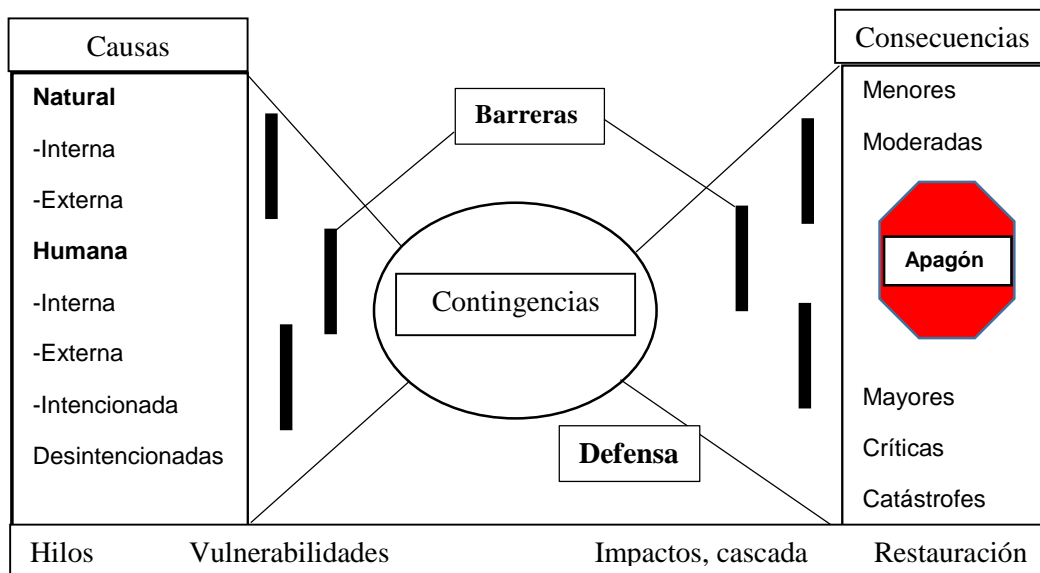 Causas
Natural
-Interna
-Externa
Humana
-Interna
-Externa
-Intencionada
Desintencionadas
Barreras
Contingencias
Defensa
Consecuencias
Menores
Moderadas
Apagón
Mayores
Críticas
Catástrofes
Hilos Vulnerabilidades Impactos, cascada Restauración